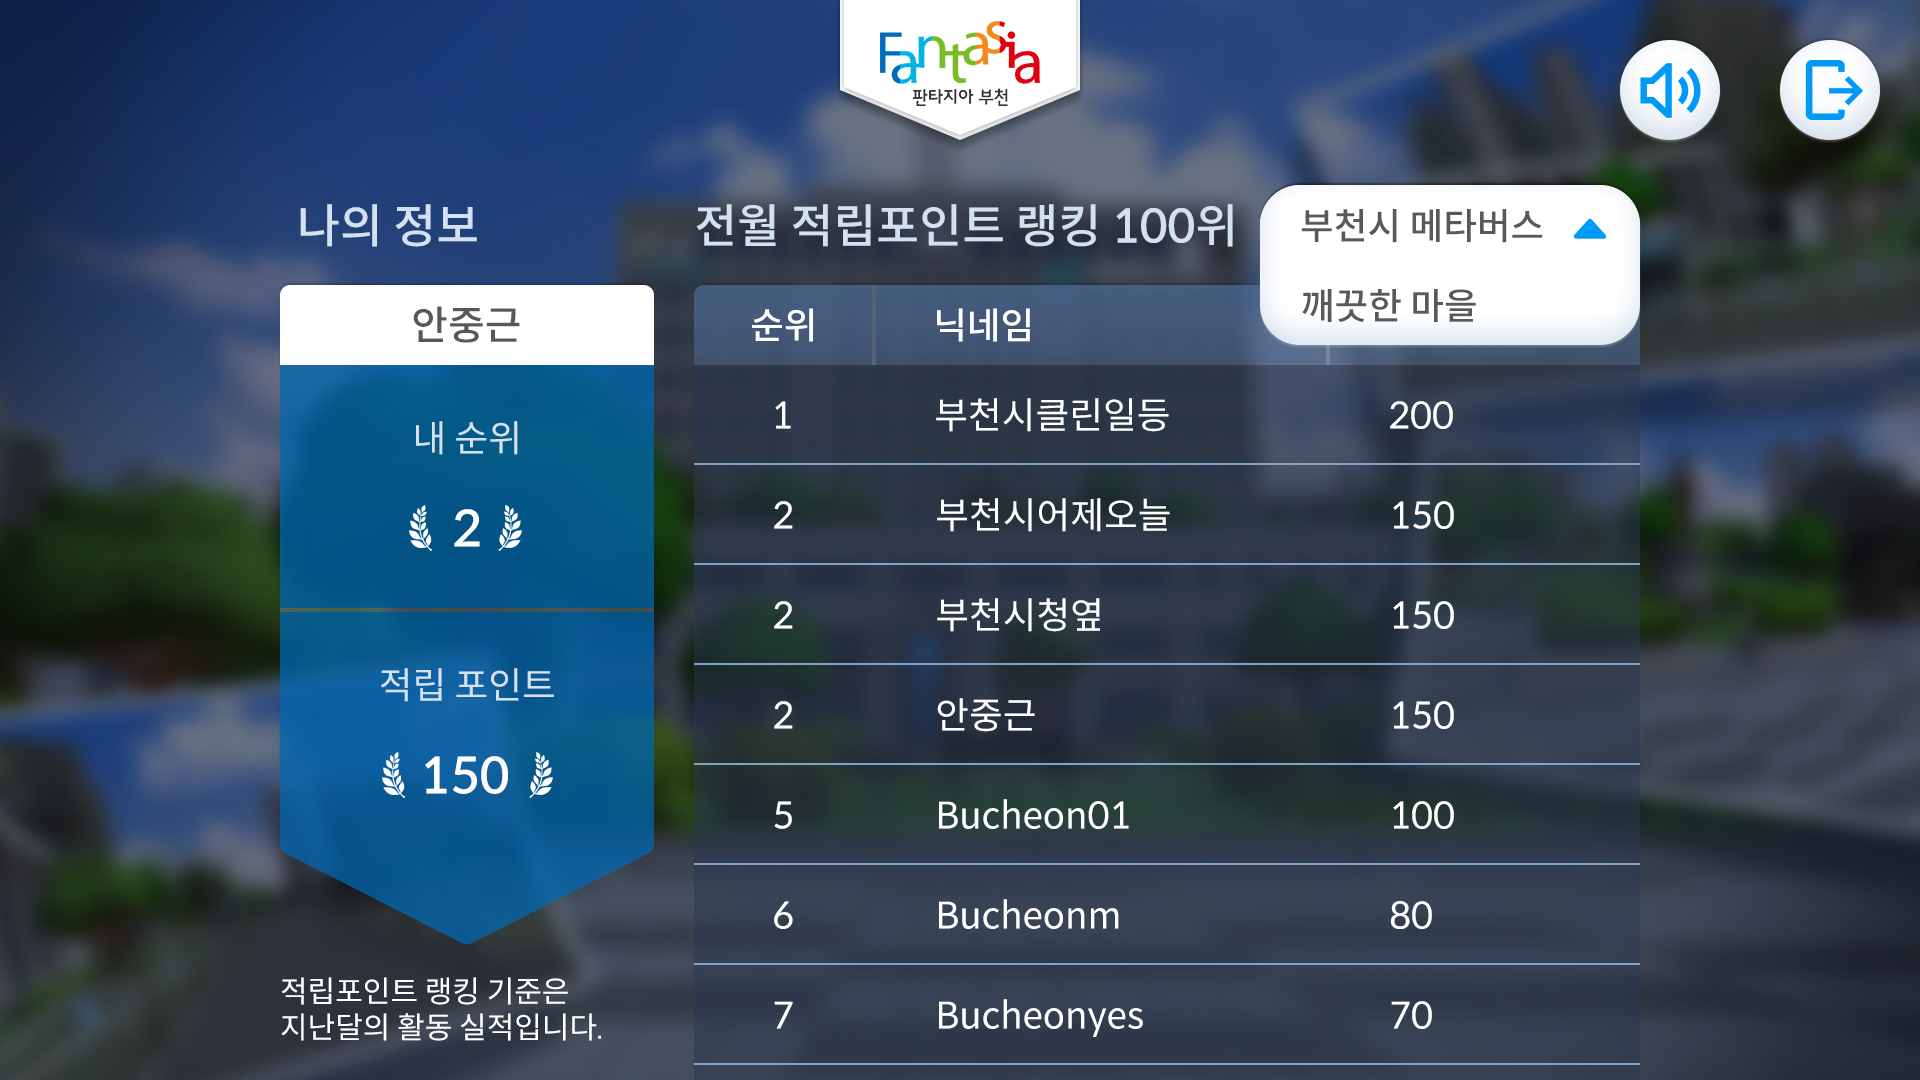 Fantasia
판타지아 부천
나의 정보
안중근
내 순위
2
적립 포인트
150
적립포인트 랭킹 기준은
지난달의 활동 실적입니다.
전월 적립포인트 랭킹 100위
부천시 메타버스
깨끗한 마을
순위 닉네임
1 부천시클린일등 200
2 부천시어제오늘 150
2 부천시청옆 150
2 안중근 150
5 Bucheon01 100
6 Bucheonm 80
7 Bucheonyes 70